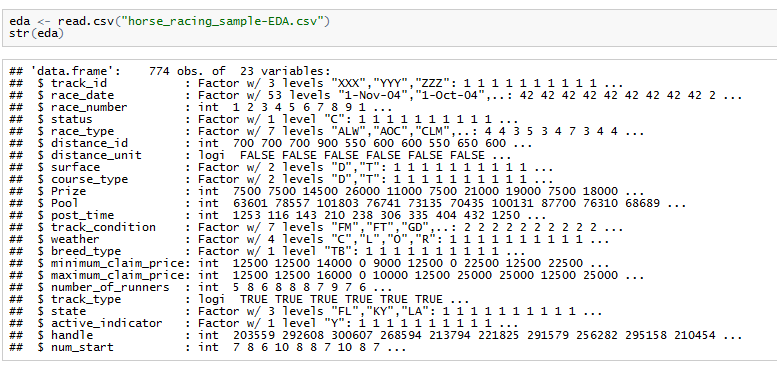 eda <- read.csv("horse_racing_sample-EDA.csv")
str(eda)
## 'data.frame':    774 obs. of  23 variables:
##  $ track_id           : Factor w/ 3 levels "XXX","YYY","ZZZ": 1 1 1 1 1 1 1 1 1 1 ...
##  $ race_date          : Factor w/ 53 levels "1-Nov-04","1-Oct-04",..: 42 42 42 42 42 42 42 42 42 2 ...
##  $ race_number        : int  1 2 3 4 5 6 7 8 9 1 ...
##  $ status             : Factor w/ 1 level "C": 1 1 1 1 1 1 1 1 1 1 ...
##  $ race_type          : Factor w/ 7 levels "ALW","AOC","CLM",..: 4 4 3 5 3 4 7 3 4 4 ...
##  $ distance_id        : int  700 700 700 900 550 600 600 550 650 600 ...
##  $ distance_unit      : logi  FALSE FALSE FALSE FALSE FALSE FALSE ...
##  $ surface            : Factor w/ 2 levels "D","T": 1 1 1 1 1 1 1 1 1 1 ...
##  $ course_type        : Factor w/ 2 levels "D","T": 1 1 1 1 1 1 1 1 1 1 ...
##  $ Prize              : int  7500 7500 14500 26000 11000 7500 21000 19000 7500 18000 ...
##  $ Pool               : int  63601 78557 101803 76741 73135 70435 100131 87700 76310 68689 ...
##  $ post_time          : int  1253 116 143 210 238 306 335 404 432 1250 ...
##  $ track_condition    : Factor w/ 7 levels "FM","FT","GD",..: 2 2 2 2 2 2 2 2 2 2 ...
##  $ weather            : Factor w/ 4 levels "C","L","O","R": 1 1 1 1 1 1 1 1 1 1 ...
##  $ breed_type         : Factor w/ 1 level "TB": 1 1 1 1 1 1 1 1 1 1 ...
##  $ minimum_claim_price: int  12500 12500 14000 0 9000 12500 0 22500 12500 22500 ...
##  $ maximum_claim_price: int  12500 12500 16000 0 10000 12500 25000 25000 12500 25000 ...
##  $ number_of_runners  : int  5 8 6 8 8 8 7 9 7 6 ...
##  $ track_type         : logi  TRUE TRUE TRUE TRUE TRUE TRUE ...
##  $ state              : Factor w/ 3 levels "FL","KY","LA": 1 1 1 1 1 1 1 1 1 1 ...
##  $ active_indicator   : Factor w/ 1 level "Y": 1 1 1 1 1 1 1 1 1 1 ...
##  $ handle             : int  203559 292608 300607 268594 213794 221825 291579 256282 295158 210454 ...
##  $ num_start          : int  7 8 6 10 8 8 7 10 8 7 ...